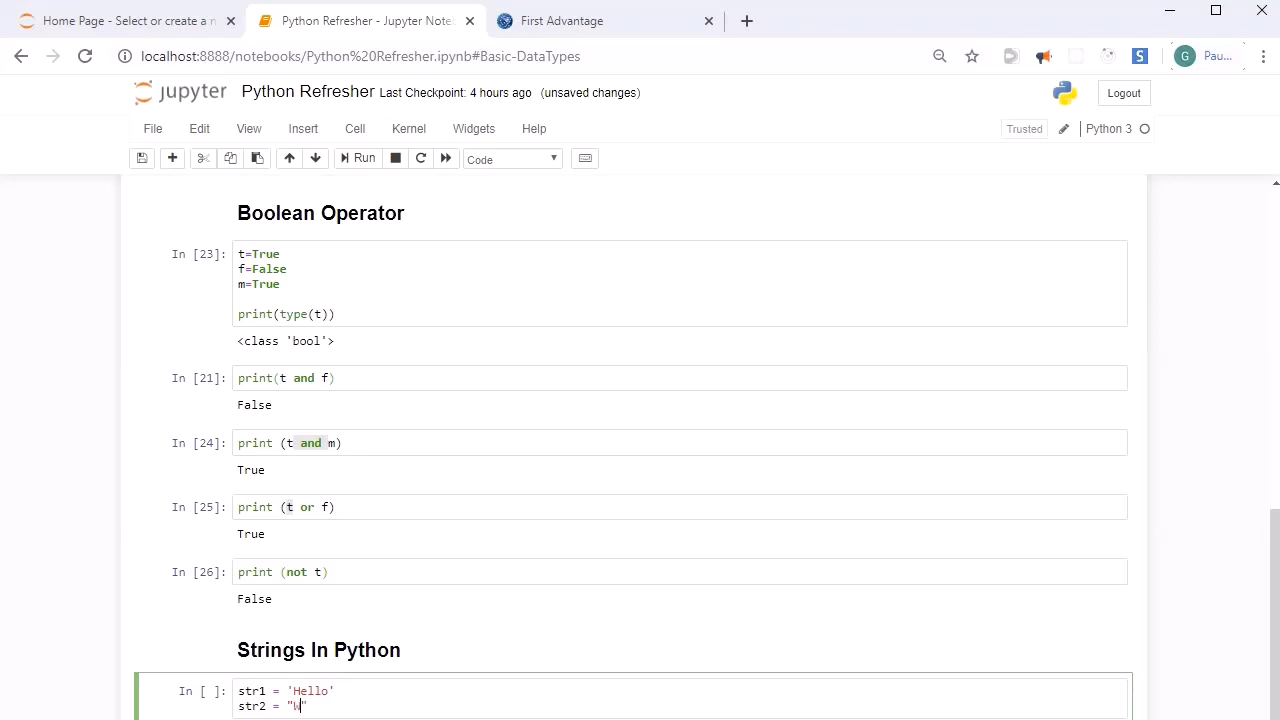 Home Page - Select or create a n
Python Refresher - Jupyter Note
First Advantage
localhost:8888/notebooks/Python%20Refresher.ipynb#Basic-DataTypes
S
G
Pau...
jupyter
Python Refresher Last Checkpoint: 4 hours ago (unsaved changes)
Logout
File Edit View Insert Cell Kernel Widgets Help
Trusted
Python 3
Run
Code
Boolean Operator
In [23]:
t=True
f=False
m=True
print(type(t))
<class 'bool'>
In [21]: print(t and f)
False
In [24]: print (t and m)
True
In [25]: print (t or f)
True
In [26]: print (not t)
False
Strings In Python
In [ ]: str1 = 'Hello'
str2 = "W"